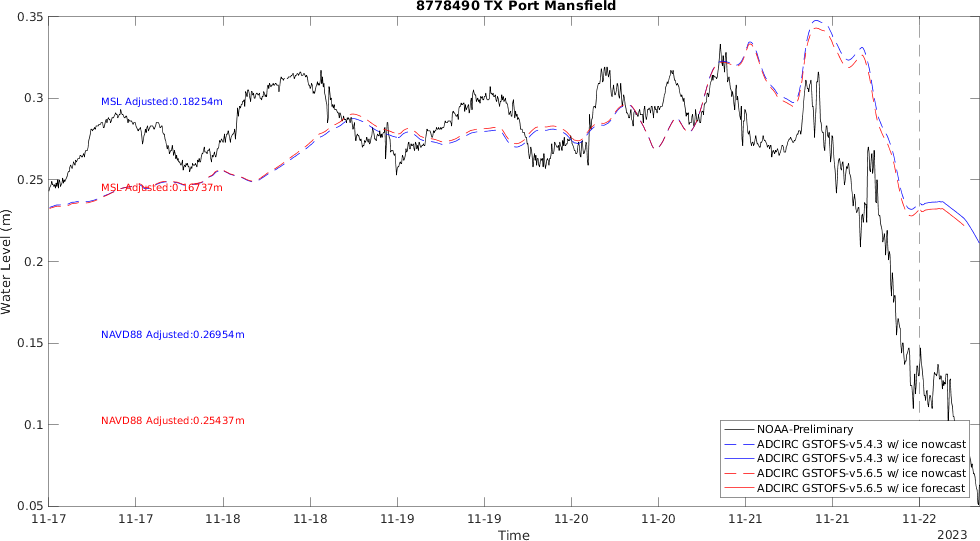 8778490 TX Port Mansfield
Water Level (m)
0.35
0.3
0.25
0.2
0.15
0.1
0.05
MSL Adjusted:0.18254m
MSL Adjusted:0.16737m
NAVD88 Adjusted:0.26954m
NAVD88 Adjusted:0.25437m
NOAA-Preliminary
ADCIRC GSTOFS-v5.4.3 w/ ice nowcast
ADCIRC GSTOFS-v5.4.3 w/ ice forecast
ADCIRC GSTOFS-v5.6.5 w/ ice nowcast
ADCIRC GSTOFS-v5.6.5 w/ ice forecast
11-17 11-17 11-18 11-18 11-19 11-19 11-20 11-20 11-21 11-21 11-22
Time
2023